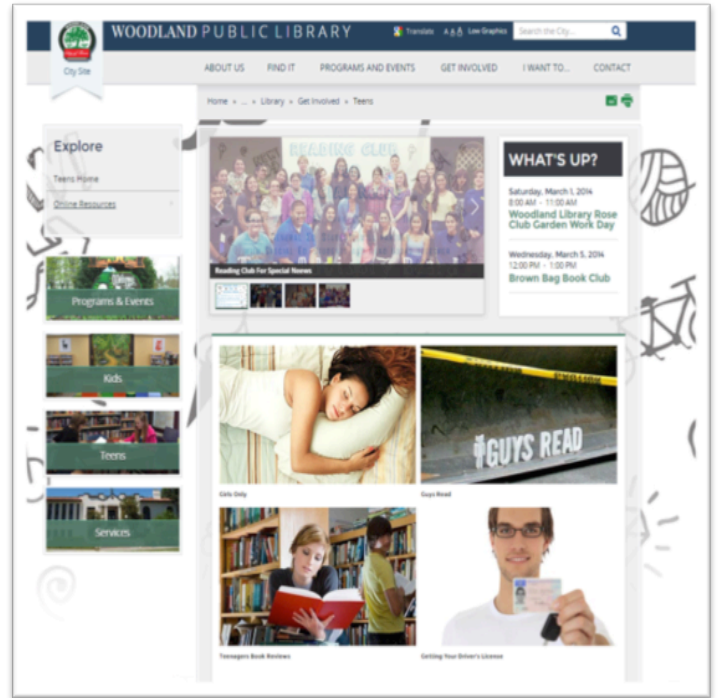 WOODLAND PUBLIC LIBRARY
Translate
A A A
Low Graphics
Search the City...
City Site
ABOUT US
FIND IT
PROGRAMS AND EVENTS
GET INVOLVED
I WANT TO...
CONTACT
Home » ... » Library » Get Involved » Teens
Explore
Teens Home
Online Resources
Programs & Events
Kids
Teens
Services
READING CLUB
Reading Club For Special Neews
WHAT'S UP?
Saturday, March 1, 2014
8:00 AM - 11:00 AM
Woodland Library Rose
Club Garden Work Day
Wednesday, March 5, 2014
12:00 PM - 1:00 PM
Brown Bag Book Club
GUYS READ
Girls Only
Guys Read
Teenagers Book Reviews
Getting Your Driver's License